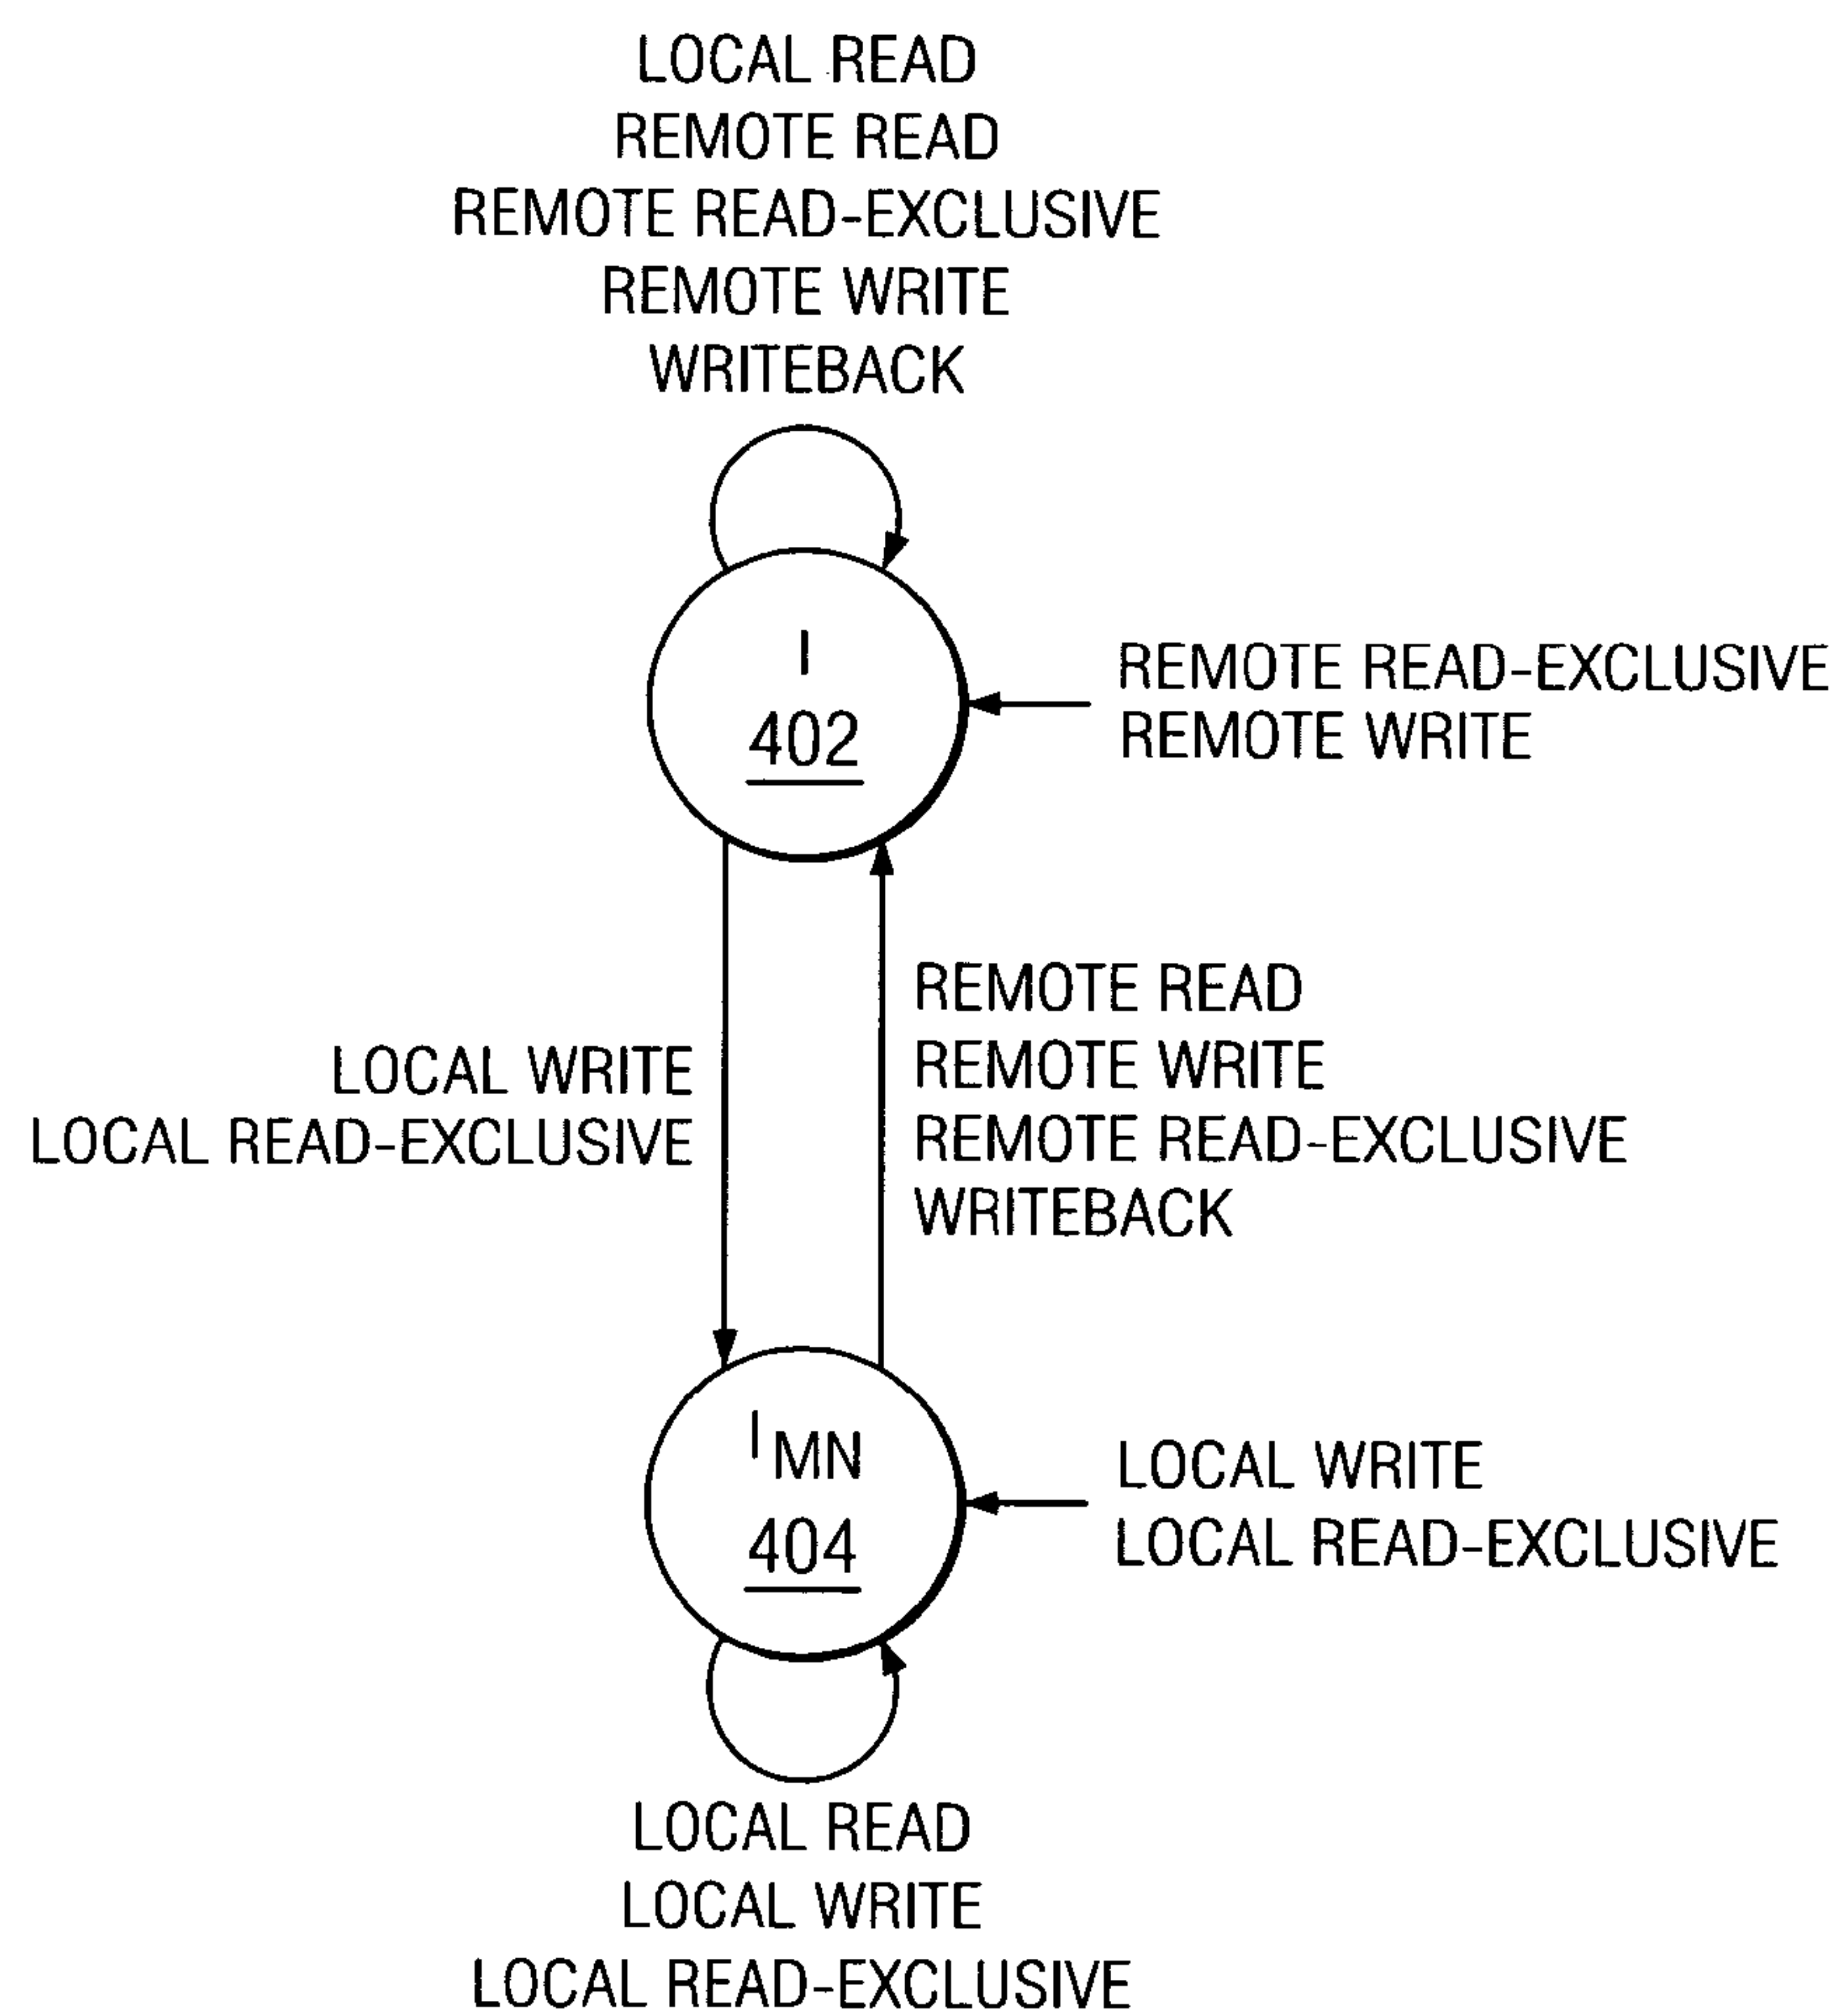 LOCAL READ
REMOTE READ
REMOTE READ-EXCLUSIVE
REMOTE WRITE
WRITEBACK
I
402
REMOTE READ-EXCLUSIVE
REMOTE WRITE
LOCAL WRITE
LOCAL READ-EXCLUSIVE
REMOTE READ
REMOTE WRITE
REMOTE READ-EXCLUSIVE
WRITEBACK
IMN
404
LOCAL WRITE
LOCAL READ-EXCLUSIVE
LOCAL READ
LOCAL WRITE
LOCAL READ-EXCLUSIVE